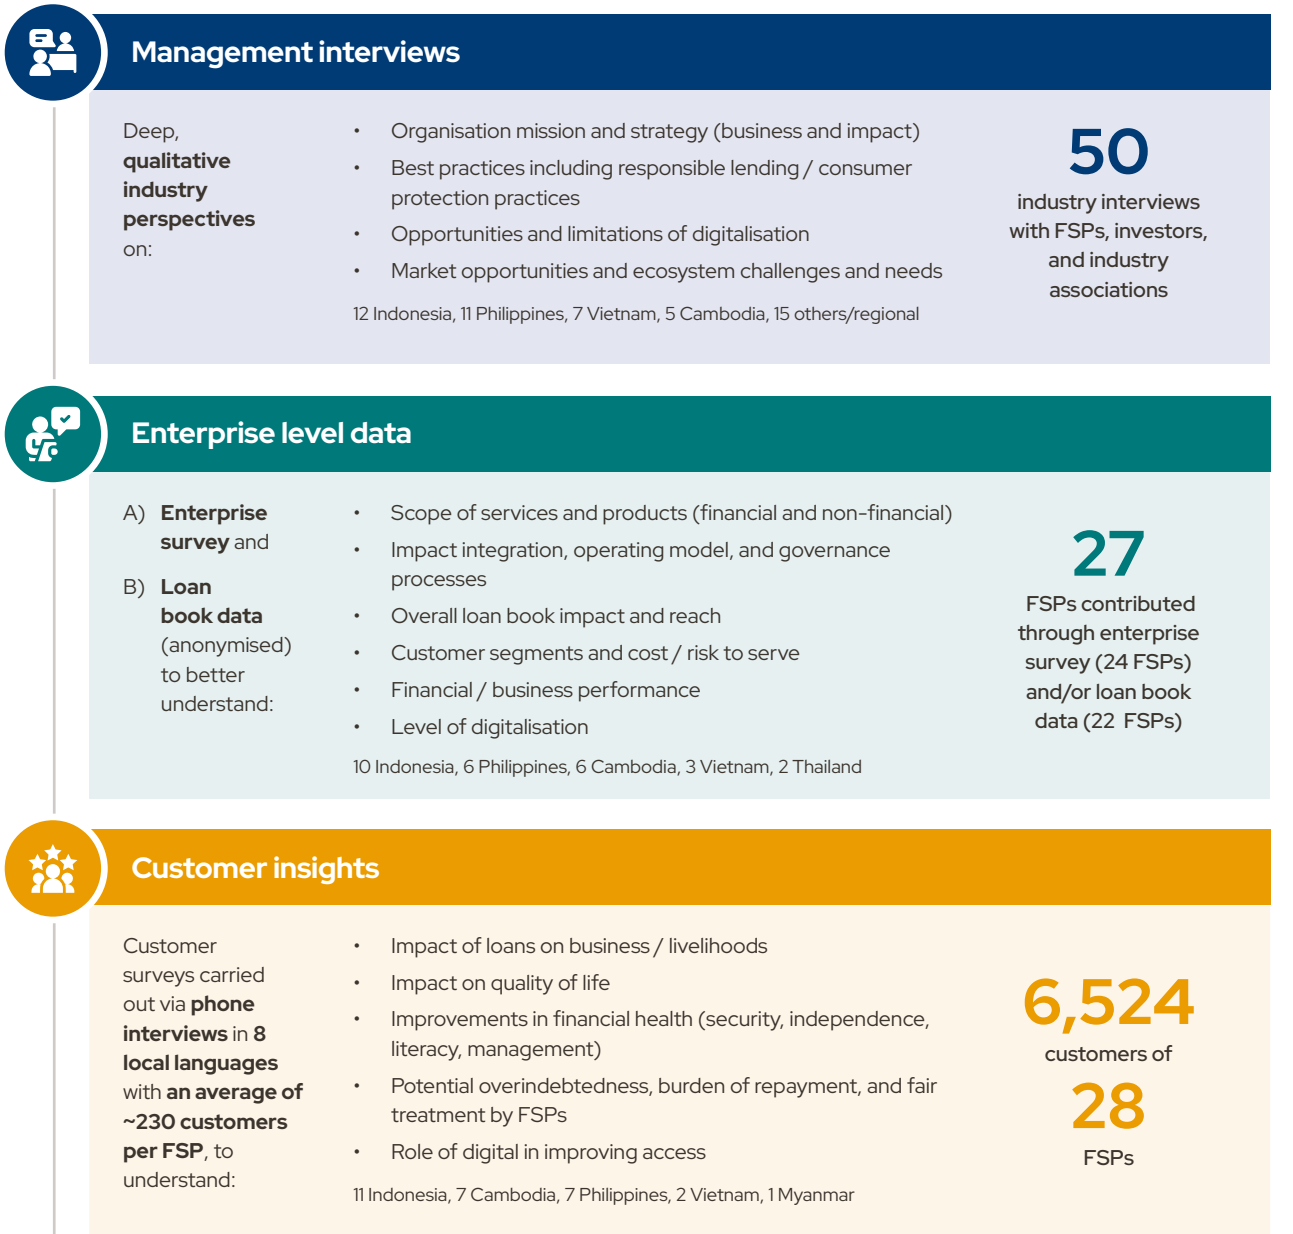 Management interviews
Deep,
qualitative
industry
perspectives
on:
• Organisation mission and strategy (business and impact)
• Best practices including responsible lending / consumer
protection practices
• Opportunities and limitations of digitalisation
• Market opportunities and ecosystem challenges and needs
12 Indonesia, 11 Philippines, 7 Vietnam, 5 Cambodia, 15 others/regional
50
industry interviews
with FSPs, investors,
and industry
associations
Enterprise level data
A) Enterprise
survey and
B) Loan
book data
(anonymised)
to better
understand:
• Scope of services and products (financial and non-financial)
• Impact integration, operating model, and governance
processes
• Overall loan book impact and reach
• Customer segments and cost / risk to serve
• Financial / business performance
• Level of digitalisation
10 Indonesia, 6 Philippines, 6 Cambodia, 3 Vietnam, 2 Thailand
27
FSPs contributed
through enterprise
survey (24 FSPs)
and/or loan book
data (22 FSPs)
Customer insights
Customer
surveys carried
out via phone
interviews in 8
local languages
with an average of
~230 customers
per FSP, to
understand:
• Impact of loans on business / livelihoods
• Impact on quality of life
• Improvements in financial health (security, independence,
literacy, management)
• Potential overindebtedness, burden of repayment, and fair
treatment by FSPs
• Role of digital in improving access
11 Indonesia, 7 Cambodia, 7 Philippines, 2 Vietnam, 1 Myanmar
6,524
customers of
28
FSPs